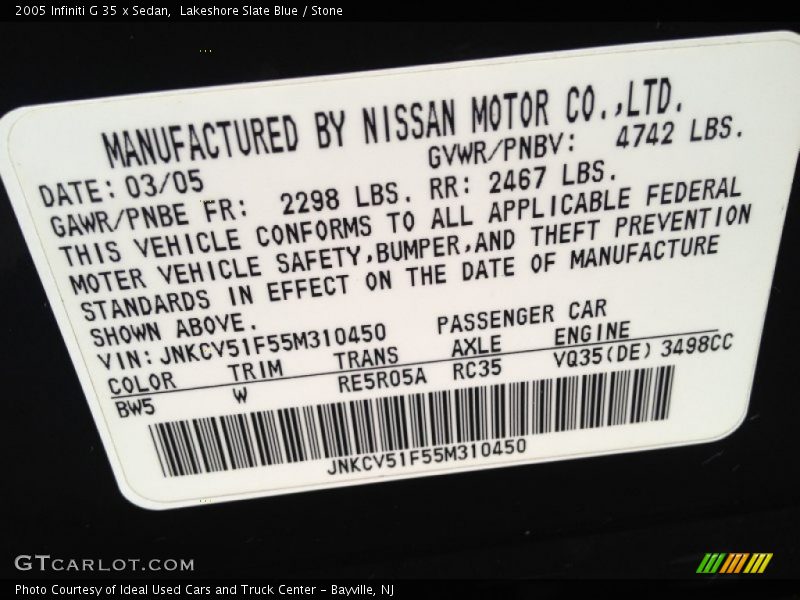 2005 Infiniti G 35 x Sedan,  Lakeshore Slate Blue / Stone
MANUFACTURED BY NISSAN MOTOR CO.,LTD.
DATE: 03/05 GVWR/PNBV: 4742 LBS.
GAWR/PNBE FR: 2298 LBS. RR: 2467 LBS.
THIS VEHICLE CONFORMS TO ALL APPLICABLE FEDERAL
MOTER VEHICLE SAFETY,BUMPER,AND THEFT PREVENTION
STANDARDS IN EFFECT ON THE DATE OF MANUFACTURE
SHOWN ABOVE.
VIN: JNKCV51F55M310450 PASSENGER CAR
COLOR TRIM TRANS AXLE ENGINE
BW5 W RE5R05A RC35 VQ35(DE) 3498CC
JNKCV51F55M310450
GTCARLOT.COM
Photo Courtesy of Ideal Used Cars and Truck Center - Bayville, NJ